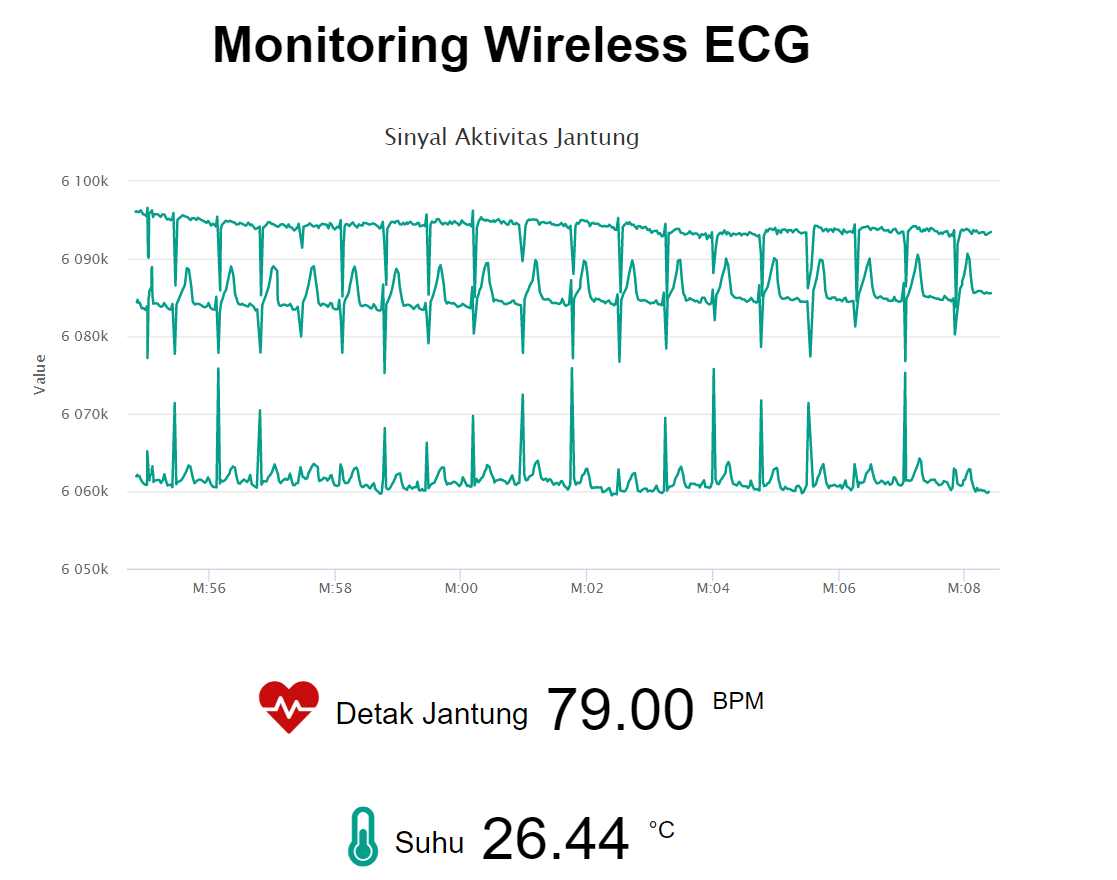 Monitoring Wireless ECG
Sinyal Aktivitas Jantung
6 100k
6 090k
6 080k
6 070k
6 060k
6 050k
Value
M:56 M:58 M:00 M:02 M:04 M:06 M:08
Detak Jantung 79.00 BPM
Suhu 26.44 °C